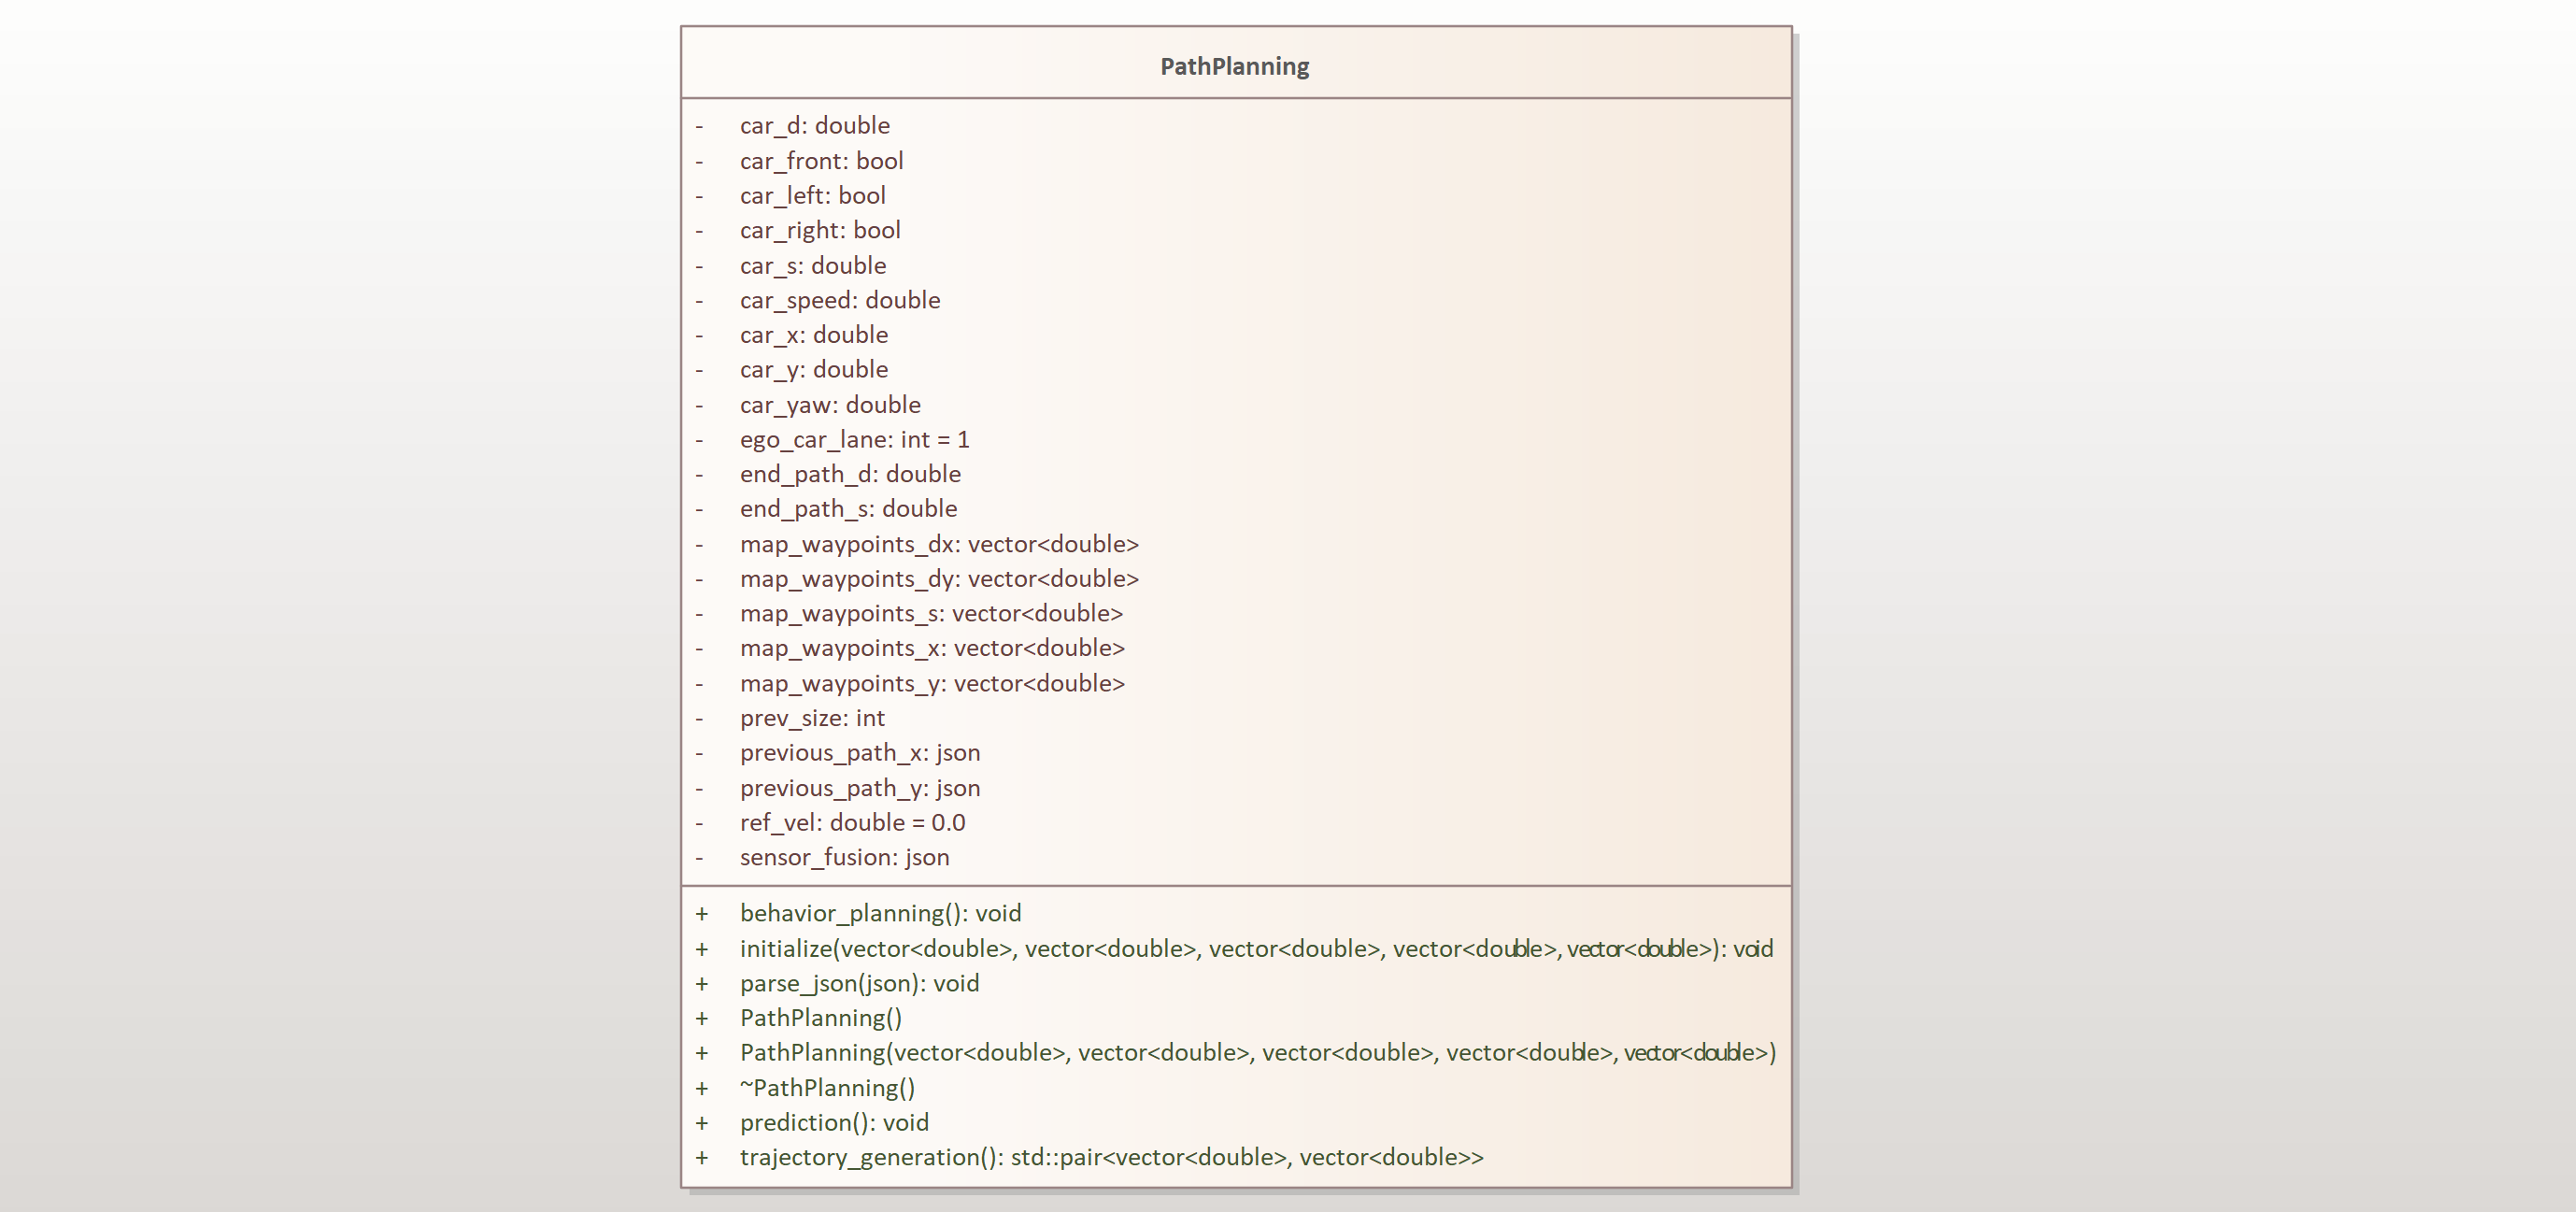 PathPlanning
- car_d: double
- car_front: bool
- car_left: bool
- car_right: bool
- car_s: double
- car_speed: double
- car_x: double
- car_y: double
- car_yaw: double
- ego_car_lane: int = 1
- end_path_d: double
- end_path_s: double
- map_waypoints_dx: vector<double>
- map_waypoints_dy: vector<double>
- map_waypoints_s: vector<double>
- map_waypoints_x: vector<double>
- map_waypoints_y: vector<double>
- prev_size: int
- previous_path_x: json
- previous_path_y: json
- ref_vel: double = 0.0
- sensor_fusion: json
+ behavior_planning(): void
+ initialize(vector<double>, vector<double>, vector<double>, vector<double>, vector<double>): void
+ parse_json(json): void
+ PathPlanning()
+ PathPlanning(vector<double>, vector<double>, vector<double>, vector<double>, vector<double>)
+ ~PathPlanning()
+ prediction(): void
+ trajectory_generation(): std::pair<vector<double>, vector<double>>